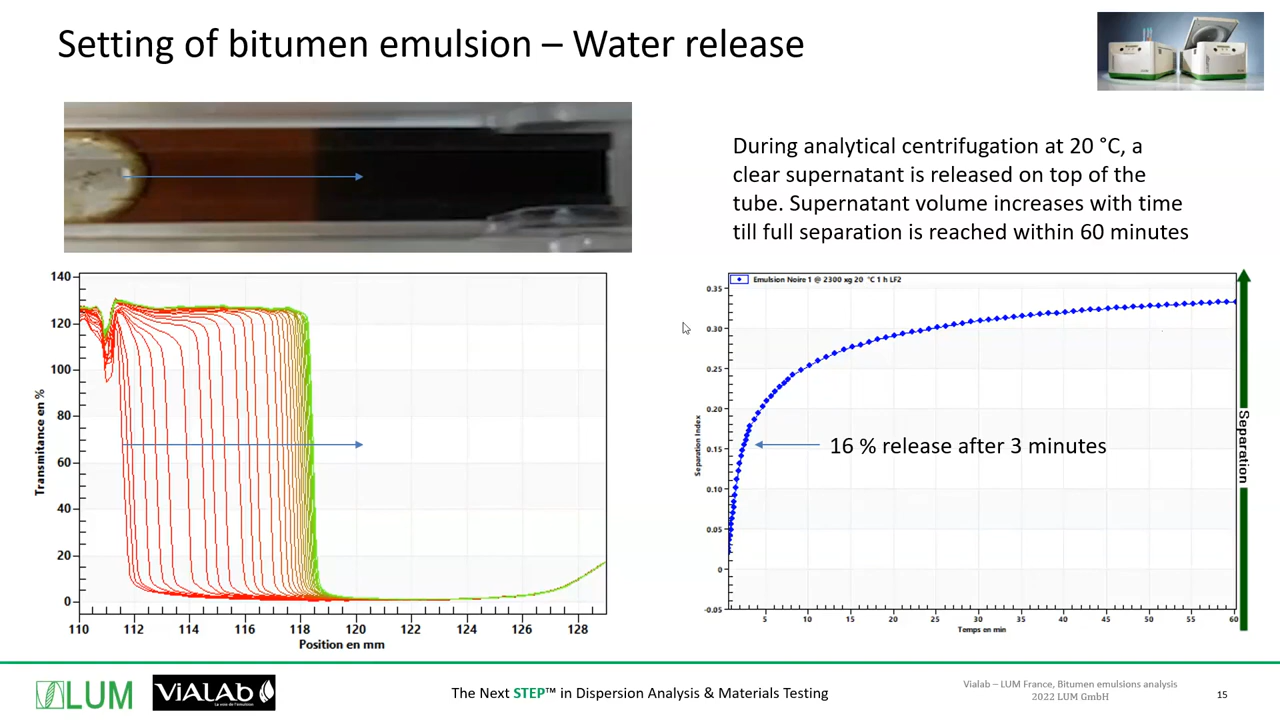 Setting of bitumen emulsion – Water release
During analytical centrifugation at 20 °C, a
clear supernatant is released on top of the
tube. Supernatant volume increases with time
till full separation is reached within 60 minutes
140
120
100
80
60
40
20
0
Transmitance en %
110 112 114 116 118 120 122 124 126 128
Position en mm
Emulsion Noire 1 @ 2300 xg 20 °C 1 h LF2
0.35
0.30
0.25
0.20
0.15
0.10
0.05
0
-0.05
Separation Index
16 % release after 3 minutes
5 10 15 20 25 30 35 40 45 50 55 60
Temps en min
Separation
LUM
ViALAb
La voie de l'émulsion
The Next STEP™ in Dispersion Analysis & Materials Testing
Vialab – LUM France, Bitumen emulsions analysis
2022 LUM GmbH
15